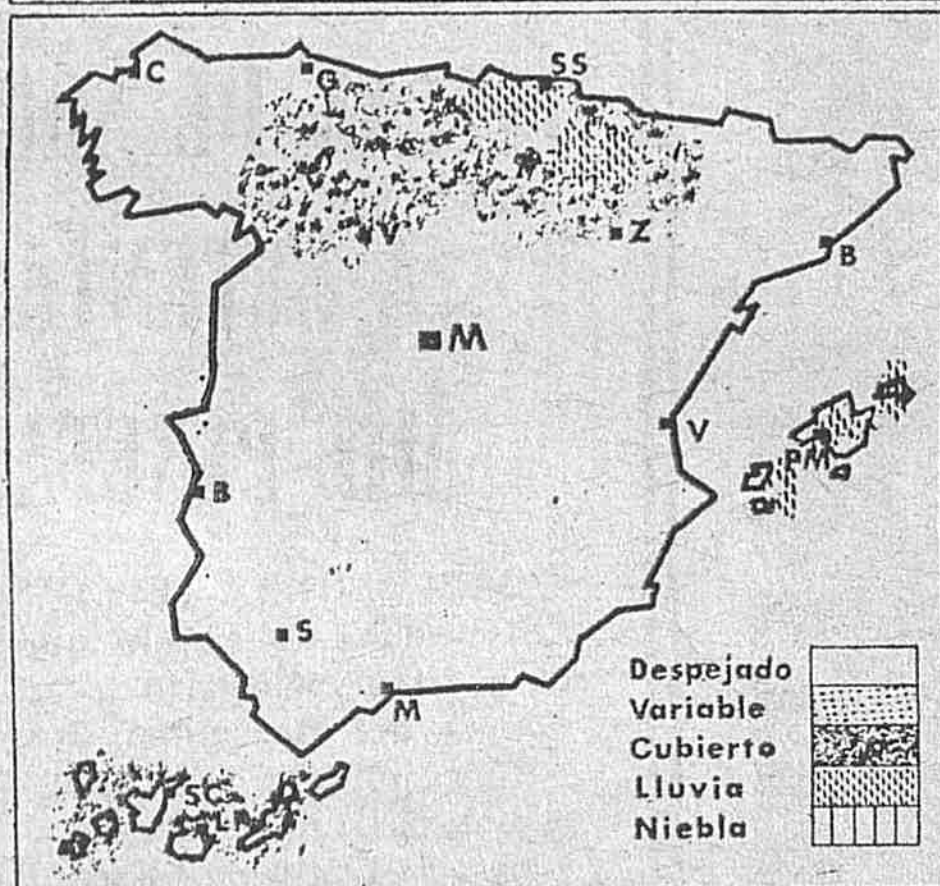 C
G
SS
V
Z
B
M
V
PM
B
S
M
SC
LP
Despejado
Variable
Cubierto
Lluvia
Niebla